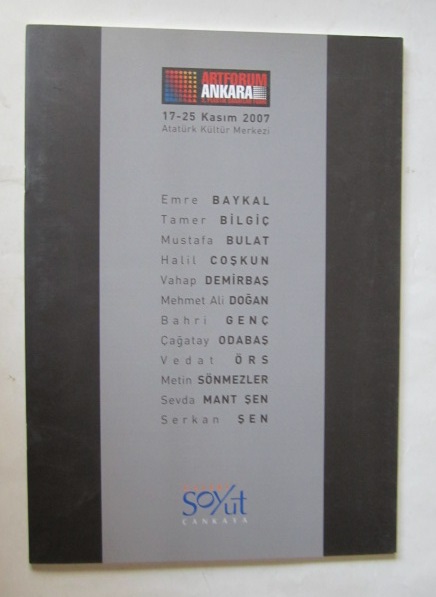 ARTFORUM
ANKARA
17-25 Kasım 2007
Atatürk Kültür Merkezi
Emre BAYKAL
Tamer BİLGİÇ
Mustafa BULAT
Halil COŞKUN
Vahap DEMİRBAŞ
Mehmet Ali DOĞAN
Bahri GENÇ
Çağatay ODABAŞ
Vedat ÖRS
Metin SÖNMEZLER
Sevda MANT ŞEN
Serkan ŞEN
Soyut
ÇANKAYA